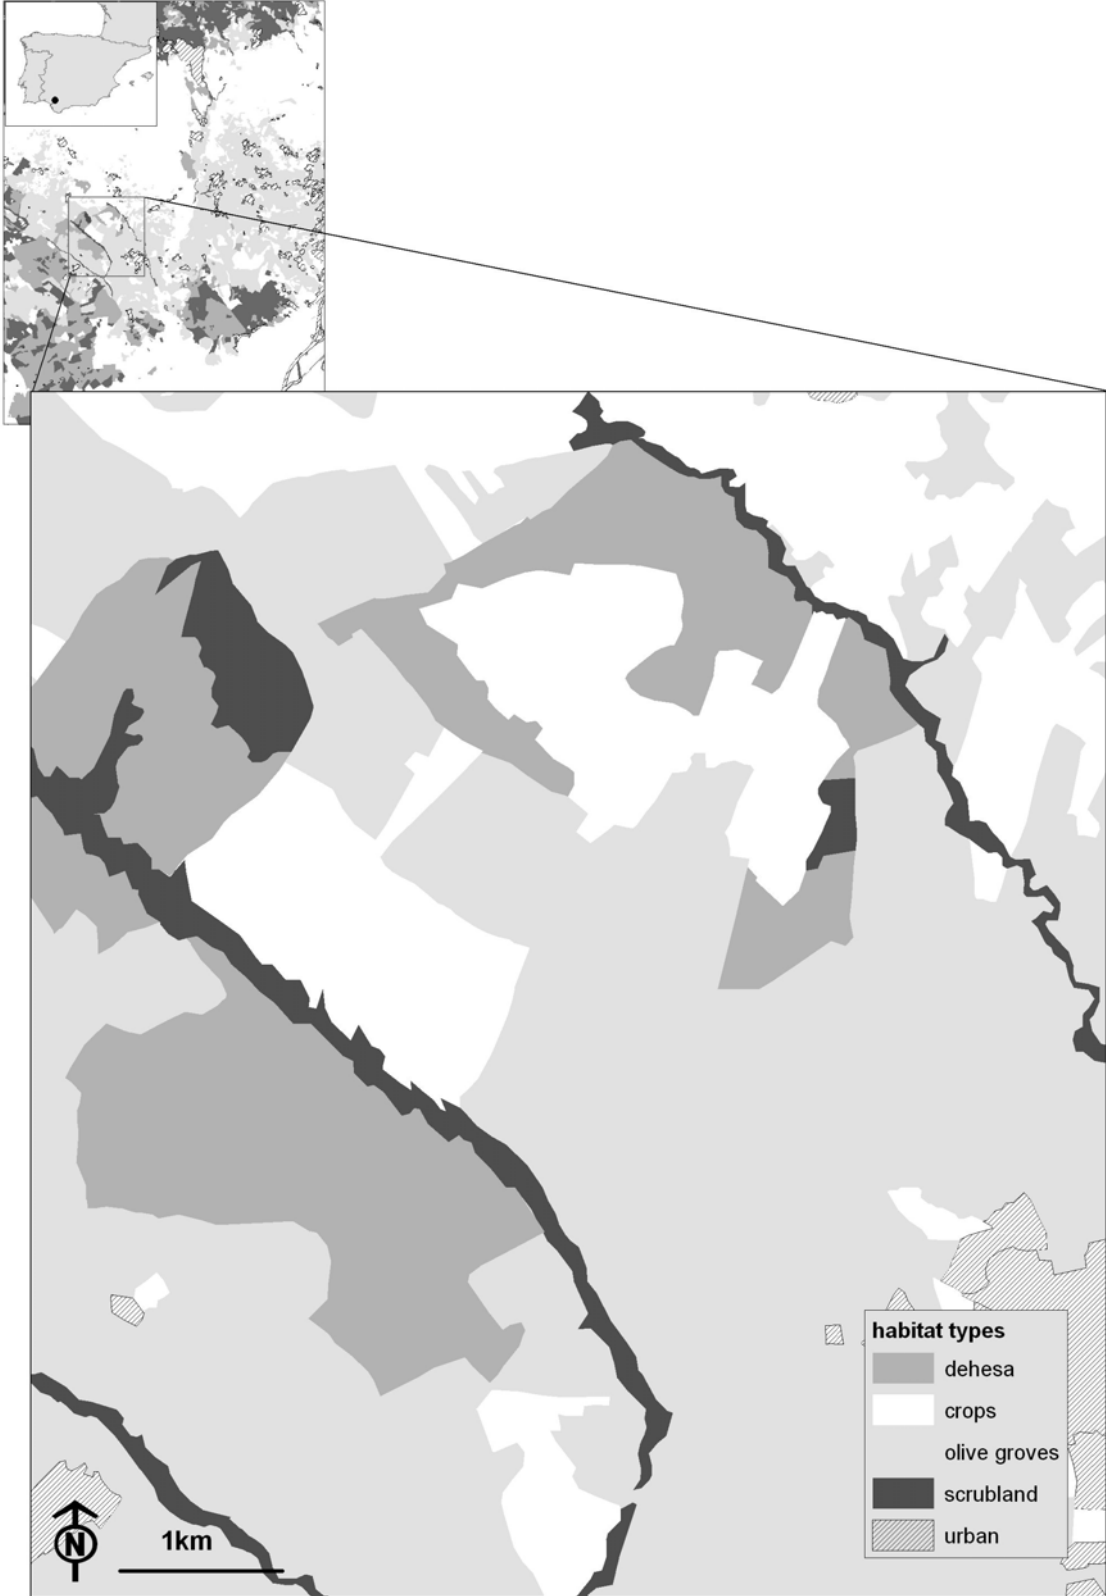 habitat types
dehesa
crops
olive groves
scrubland
urban
N
1km